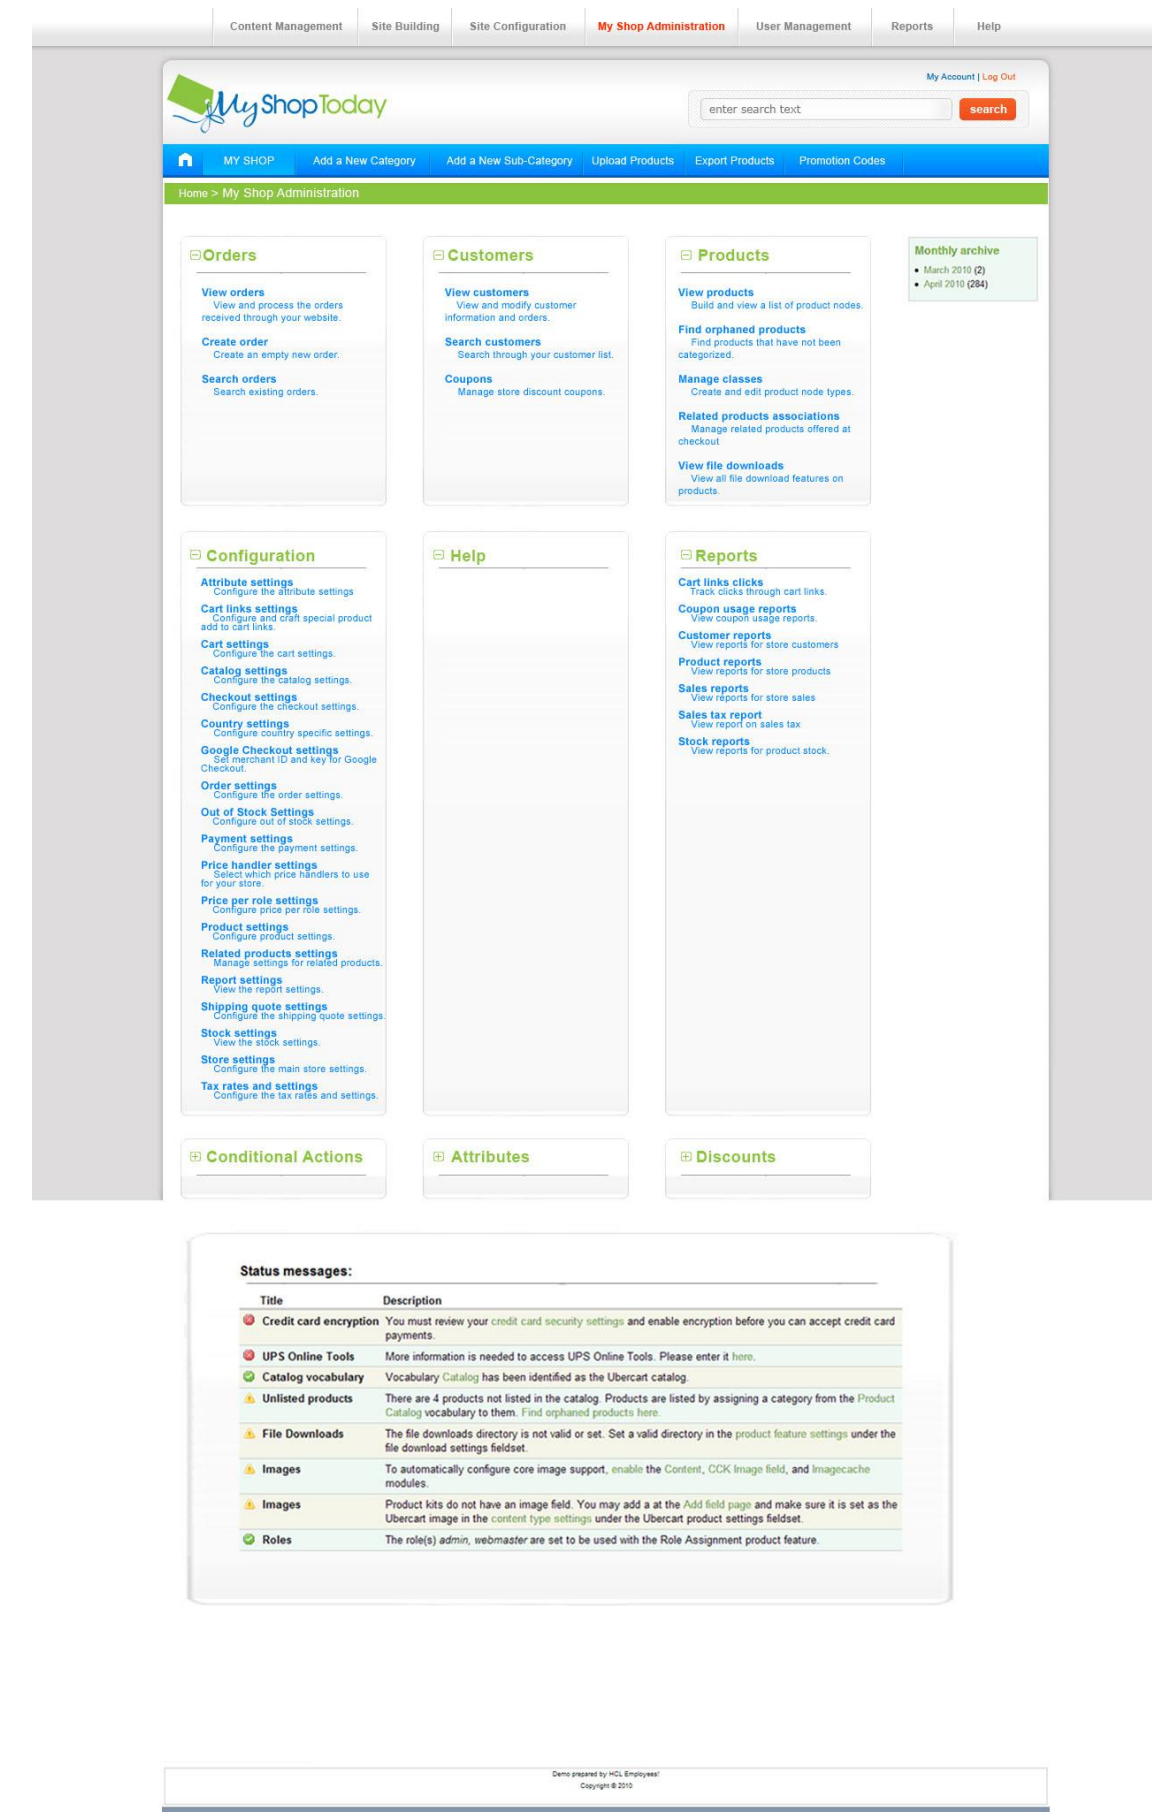 Content Management Site Building Site Configuration My Shop Administration User Management Reports Help
My Account | Log Out
MyShopToday
enter search text search
MY SHOP Add a New Category Add a New Sub-Category Upload Products Export Products Promotion Codes
Home > My Shop Administration
Orders
View orders
View and process the orders
received through your website.
Create order
Create an empty new order.
Search orders
Search existing orders.
Customers
View customers
View and modify customer
information and orders.
Search customers
Search through your customer list.
Coupons
Manage store discount coupons.
Products
View products
Build and view a list of product nodes.
Find orphaned products
Find products that have not been
categorized.
Manage classes
Create and edit product node types.
Related products associations
Manage related products offered at
checkout
View file downloads
View all file download features on
products.
Monthly archive
March 2010 (2)
April 2010 (284)
Configuration
Attribute settings
Configure the attribute settings
Cart links settings
Configure and craft special product
add to cart links.
Cart settings
Configure the cart settings.
Catalog settings
Configure the catalog settings.
Checkout settings
Configure the checkout settings.
Country settings
Configure country specific settings.
Google Checkout settings
Set merchant ID and key for Google
Checkout.
Order settings
Configure the order settings.
Out of Stock Settings
Configure out of stock settings.
Payment settings
Configure the payment settings.
Price handler settings
Select which price handlers to use
for your store.
Price per role settings
Configure price per role settings.
Product settings
Configure product settings.
Related products settings
Manage settings for related products.
Report settings
View the report settings.
Shipping quote settings
Configure the shipping quote settings.
Stock settings
View the stock settings.
Store settings
Configure the main store settings.
Tax rates and settings
Configure the tax rates and settings.
Help
Reports
Cart links clicks
Track clicks through cart links.
Coupon usage reports
View coupon usage reports.
Customer reports
View reports for store customers
Product reports
View reports for store products
Sales reports
View reports for store sales
Sales tax report
View report on sales tax
Stock reports
View reports for product stock.
Conditional Actions
Attributes
Discounts
Status messages:
Title Description
Credit card encryption You must review your credit card security settings and enable encryption before you can accept credit card
payments.
UPS Online Tools More information is needed to access UPS Online Tools. Please enter it here.
Catalog vocabulary Vocabulary Catalog has been identified as the Ubercart catalog.
Unlisted products There are 4 products not listed in the catalog. Products are listed by assigning a category from the Product
Catalog vocabulary to them. Find orphaned products here.
File Downloads The file downloads directory is not valid or set. Set a valid directory in the product feature settings under the
file download settings fieldset.
Images To automatically configure core image support, enable the Content, CCK Image field, and Imagecache
modules.
Images Product kits do not have an image field. You may add a at the Add field page and make sure it is set as the
Ubercart image in the content type settings under the Ubercart product settings fieldset.
Roles The role(s) admin, webmaster are set to be used with the Role Assignment product feature.
Demo prepared by HCL Employees!
Copyright © 2010